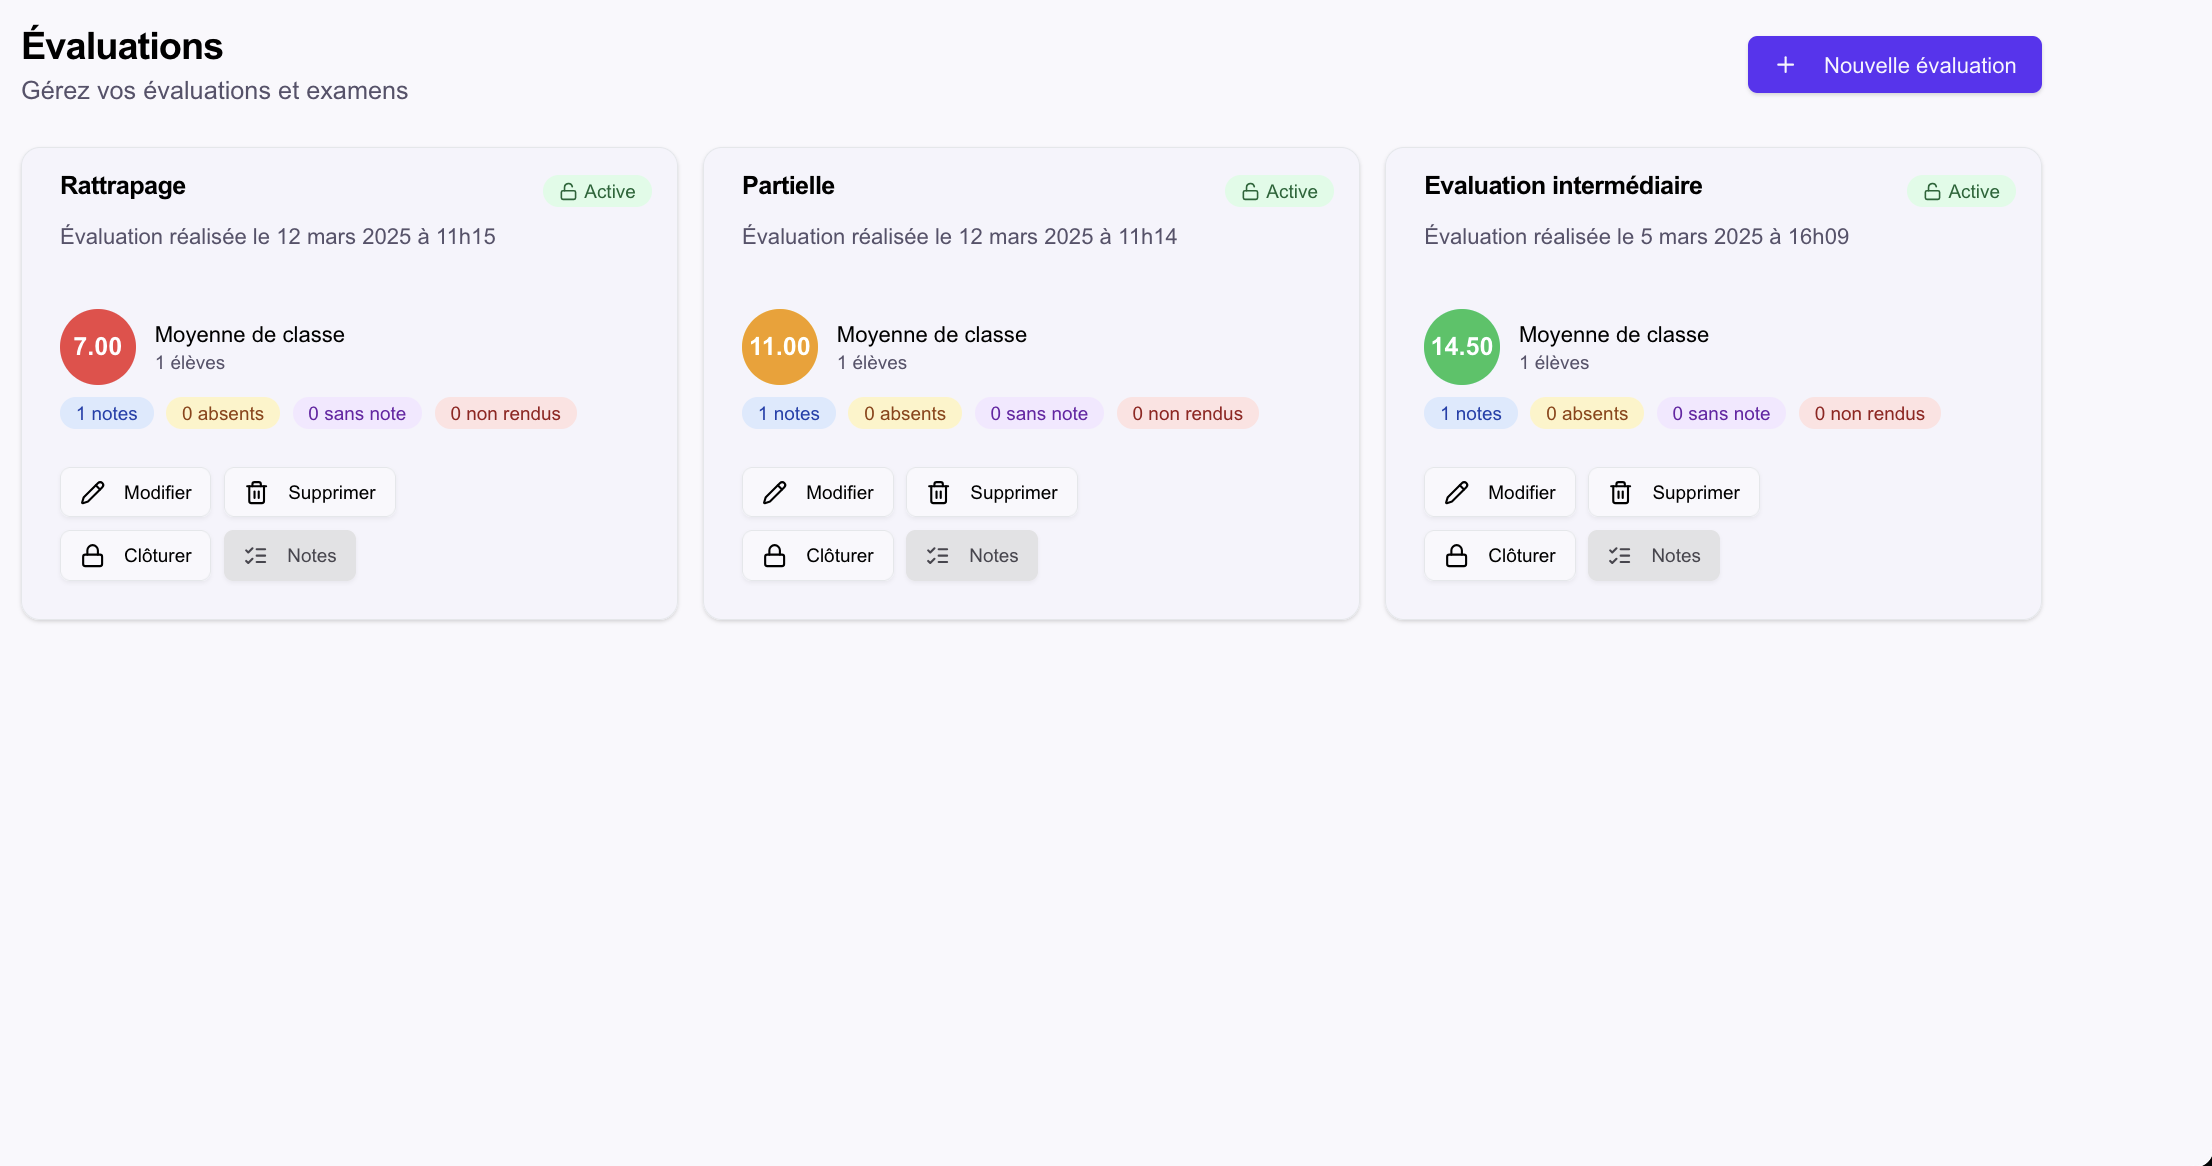 Évaluations
Gérez vos évaluations et examens
Nouvelle évaluation
Rattrapage
Active
Évaluation réalisée le 12 mars 2025 à 11h15
7.00
Moyenne de classe
1 élèves
1 notes
0 absents
0 sans note
0 non rendus
Modifier
Supprimer
Clôturer
Notes
Partielle
Active
Évaluation réalisée le 12 mars 2025 à 11h14
11.00
Moyenne de classe
1 élèves
1 notes
0 absents
0 sans note
0 non rendus
Modifier
Supprimer
Clôturer
Notes
Evaluation intermédiaire
Active
Évaluation réalisée le 5 mars 2025 à 16h09
14.50
Moyenne de classe
1 élèves
1 notes
0 absents
0 sans note
0 non rendus
Modifier
Supprimer
Clôturer
Notes